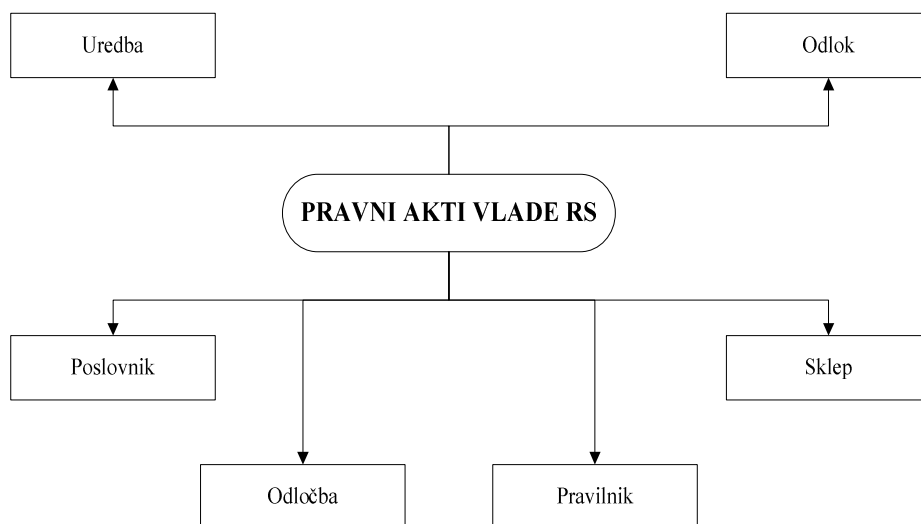 Uredba
Odlok
PRAVNI AKTI VLADE RS
Poslovnik
Sklep
Odločba
Pravilnik